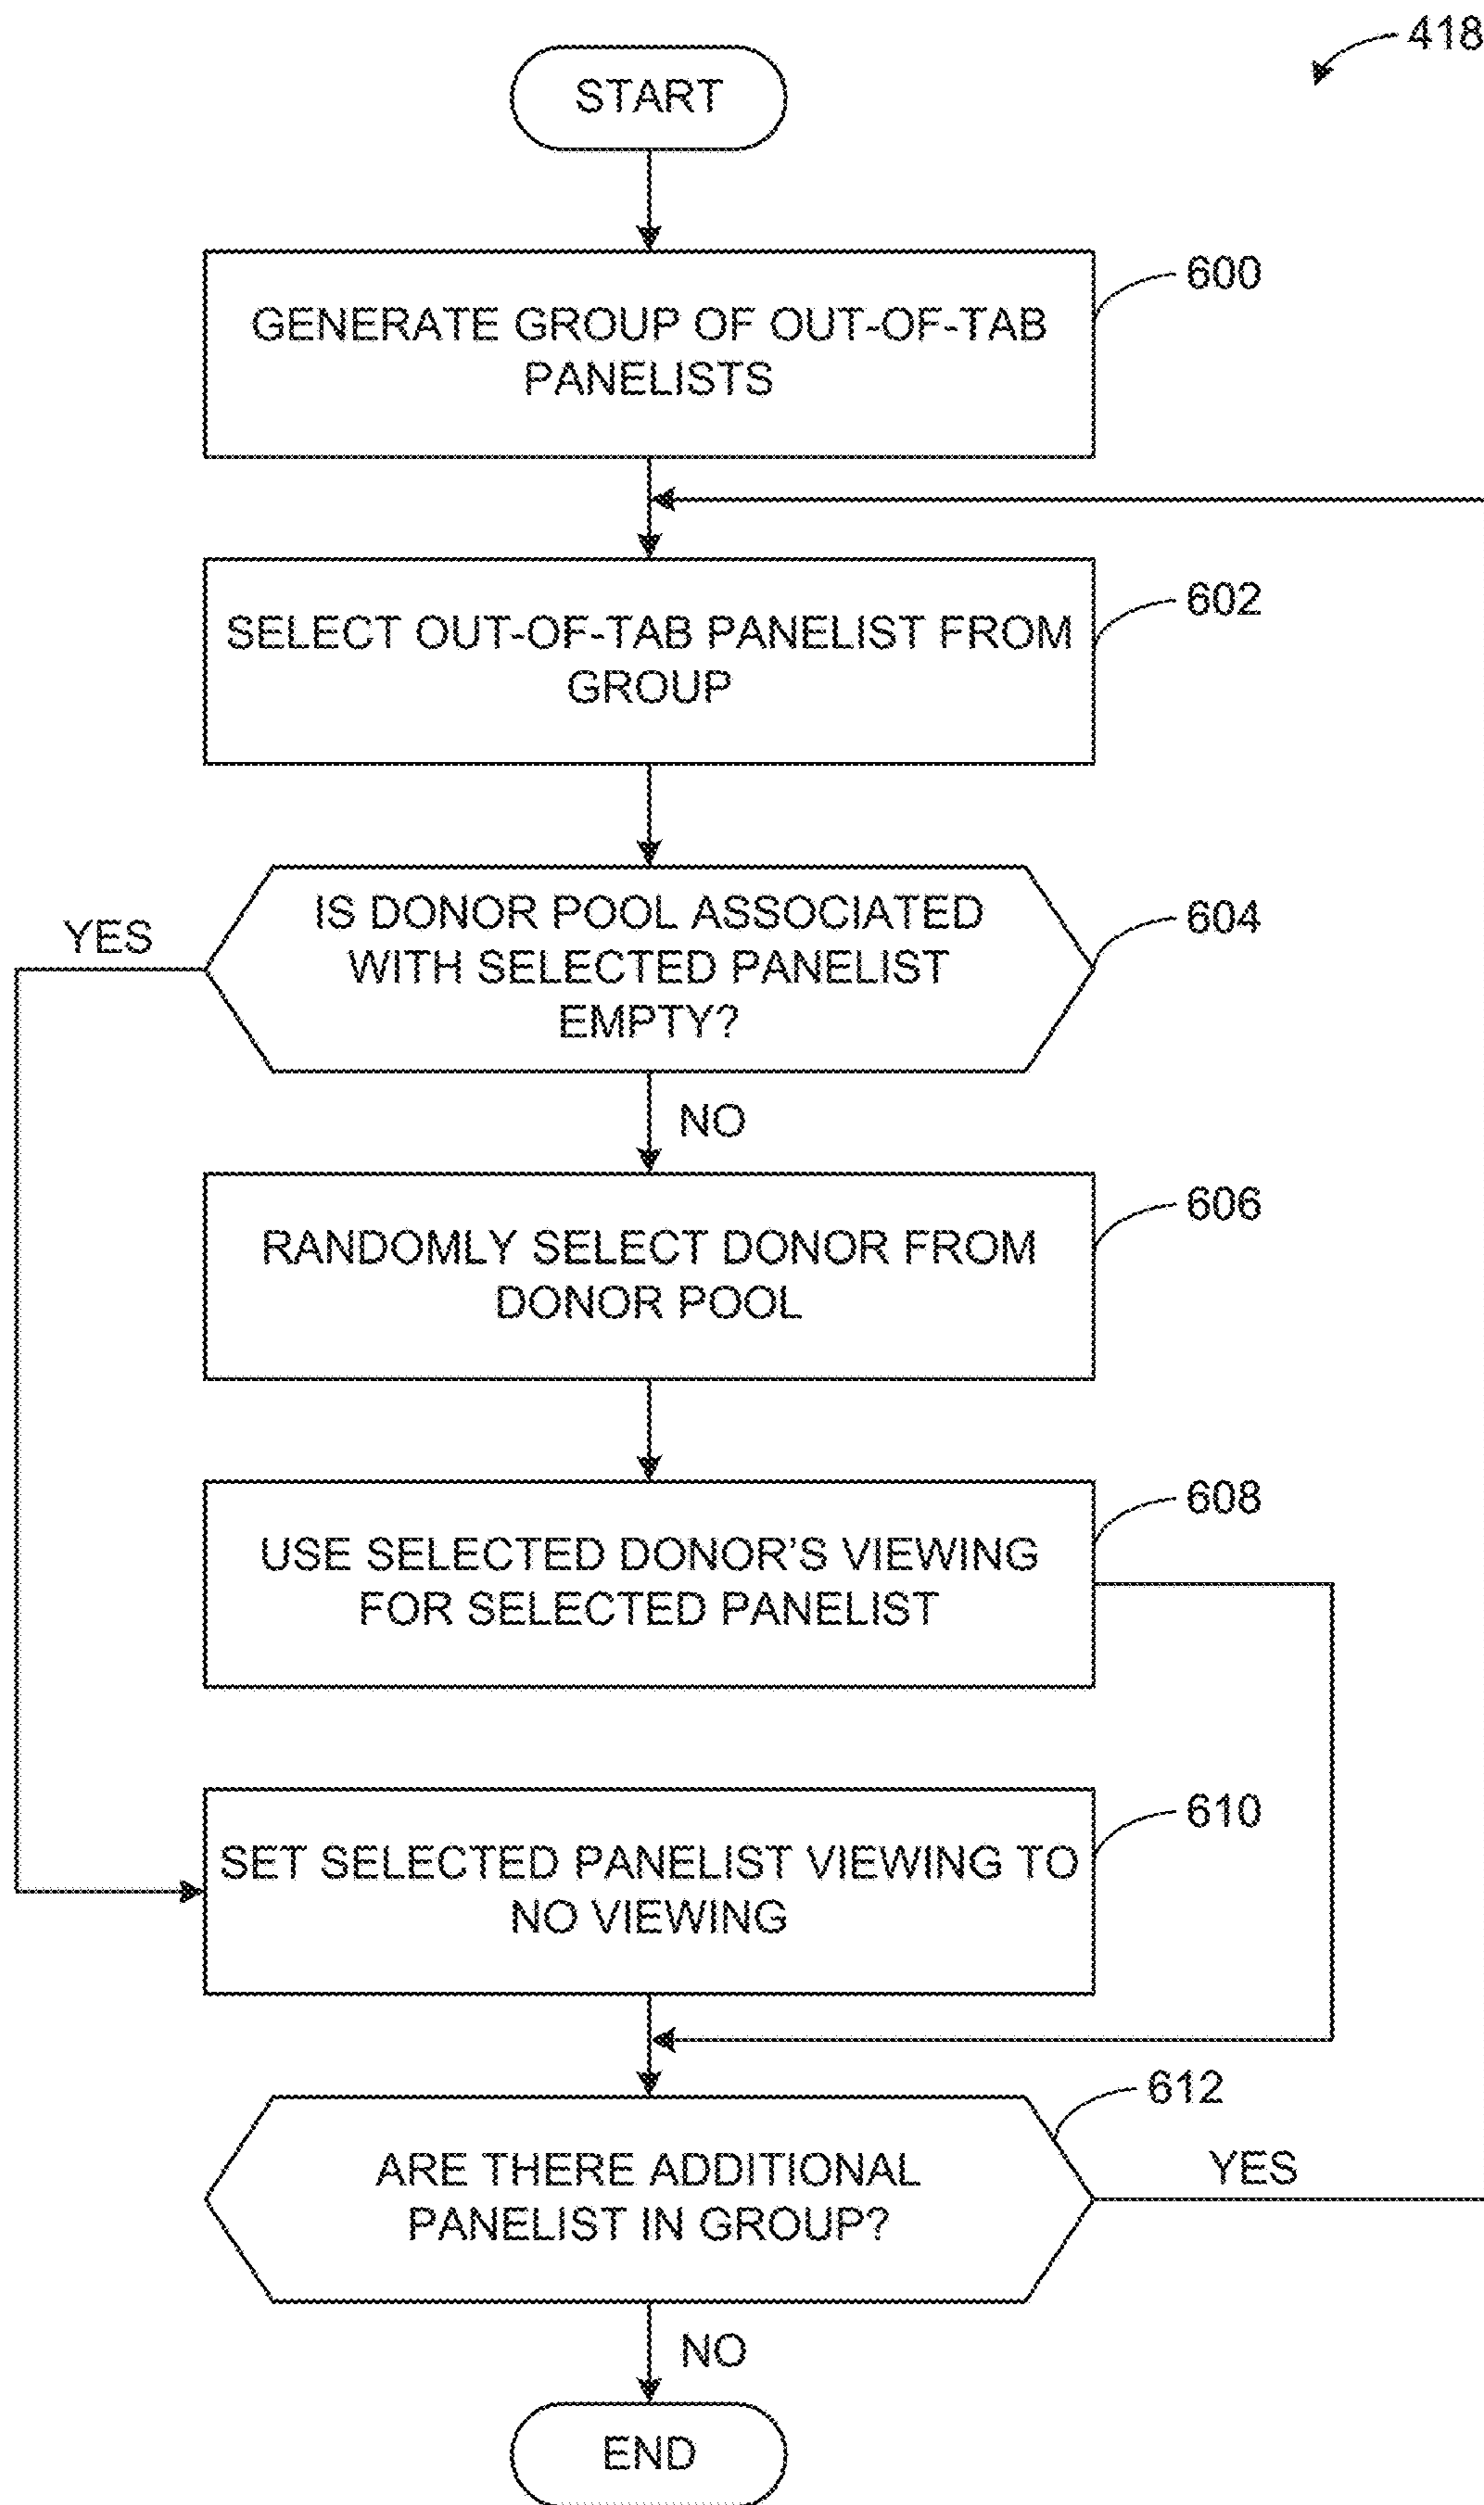 418
START
600
GENERATE GROUP OF OUT-OF-TAB
PANELISTS
602
SELECT OUT-OF-TAB PANELIST FROM
GROUP
604
IS DONOR POOL ASSOCIATED
WITH SELECTED PANELIST
EMPTY?
YES
NO
606
RANDOMLY SELECT DONOR FROM
DONOR POOL
608
USE SELECTED DONOR'S VIEWING
FOR SELECTED PANELIST
610
SET SELECTED PANELIST VIEWING TO
NO VIEWING
612
ARE THERE ADDITIONAL
PANELIST IN GROUP?
YES
NO
END